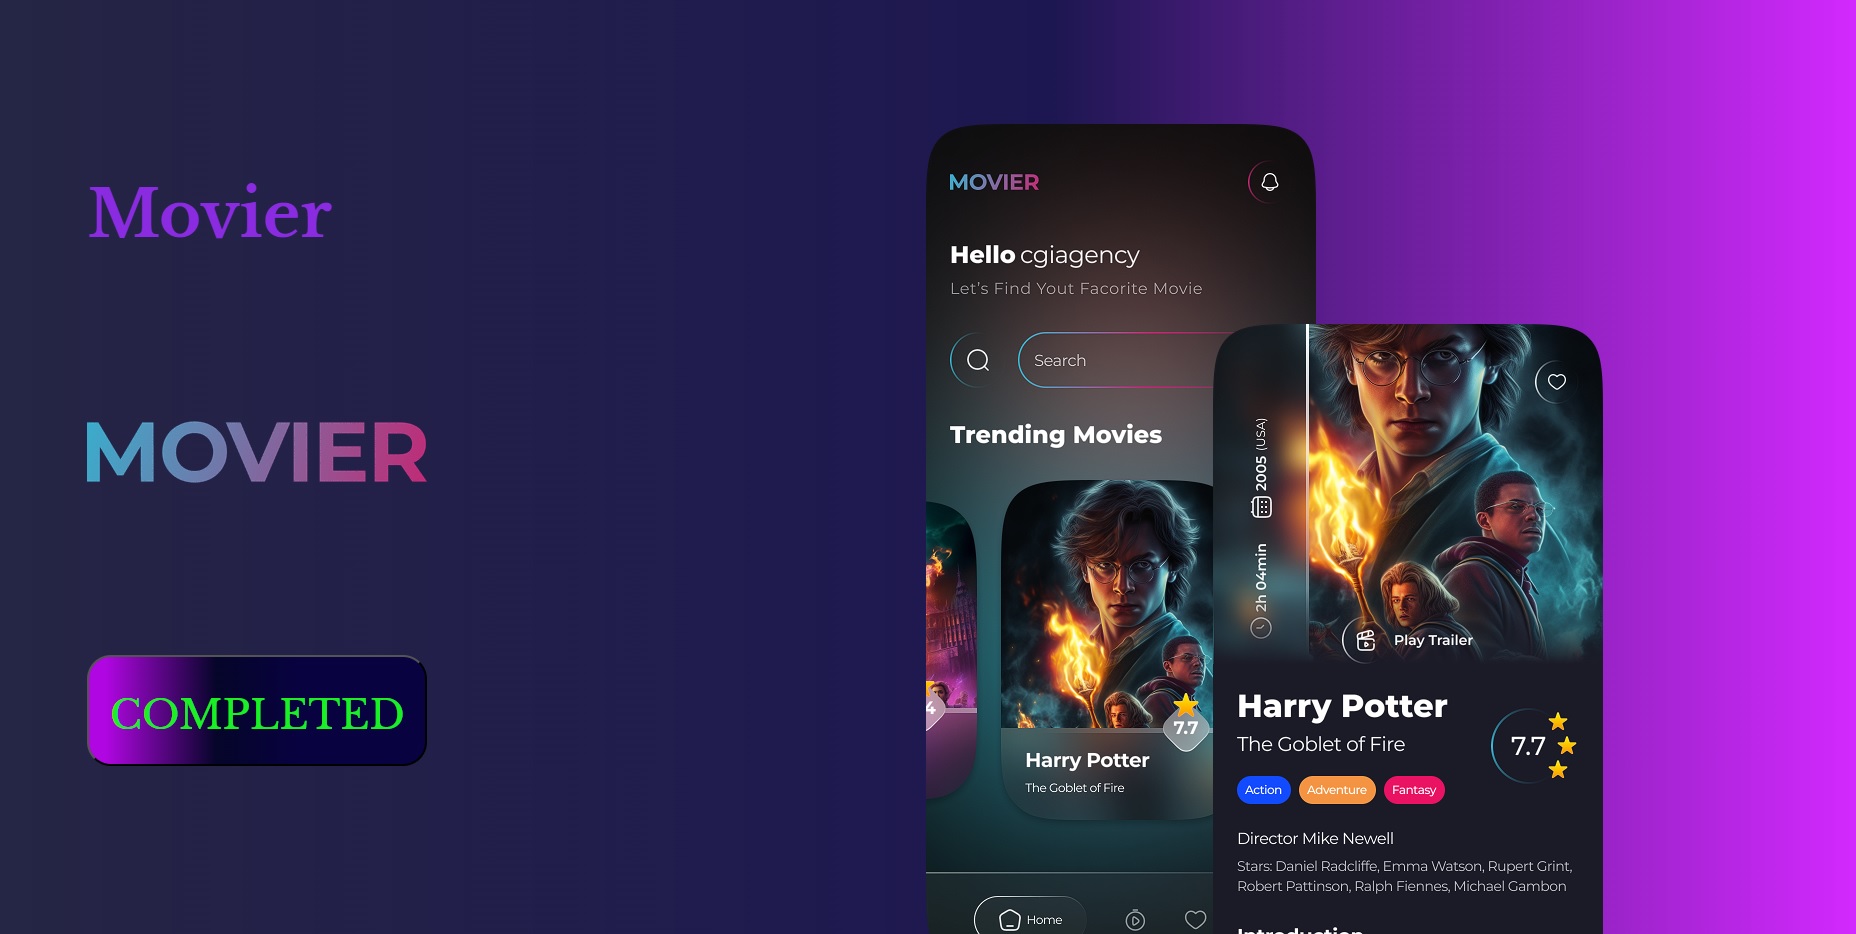 Movier
MOVIER
COMPLETED
MOVIER
Hello cgiagency
Let's Find Yout Facorite Movie
Search
Trending Movies
4
7.7
Harry Potter
The Goblet of Fire
Home
2005 (USA)
2h 04min
Play Trailer
Harry Potter
The Goblet of Fire
7.7
Action Adventure Fantasy
Director Mike Newell
Stars: Daniel Radcliffe, Emma Watson, Rupert Grint,
Robert Pattinson, Ralph Fiennes, Michael Gambon
Introduction